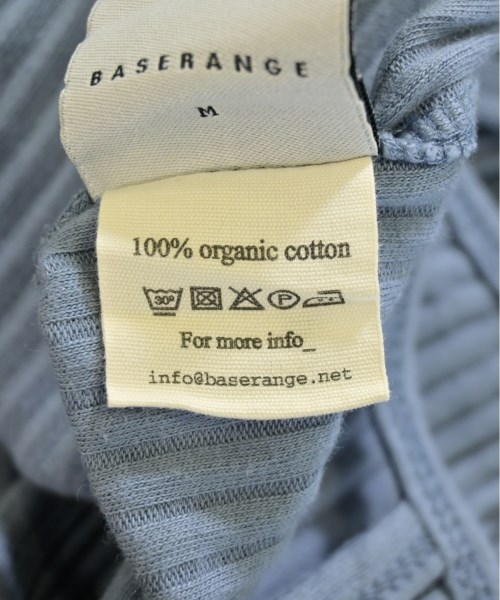 BASERANGE
M
100% organic cotton
30° P
For more info_
info@baserange.net